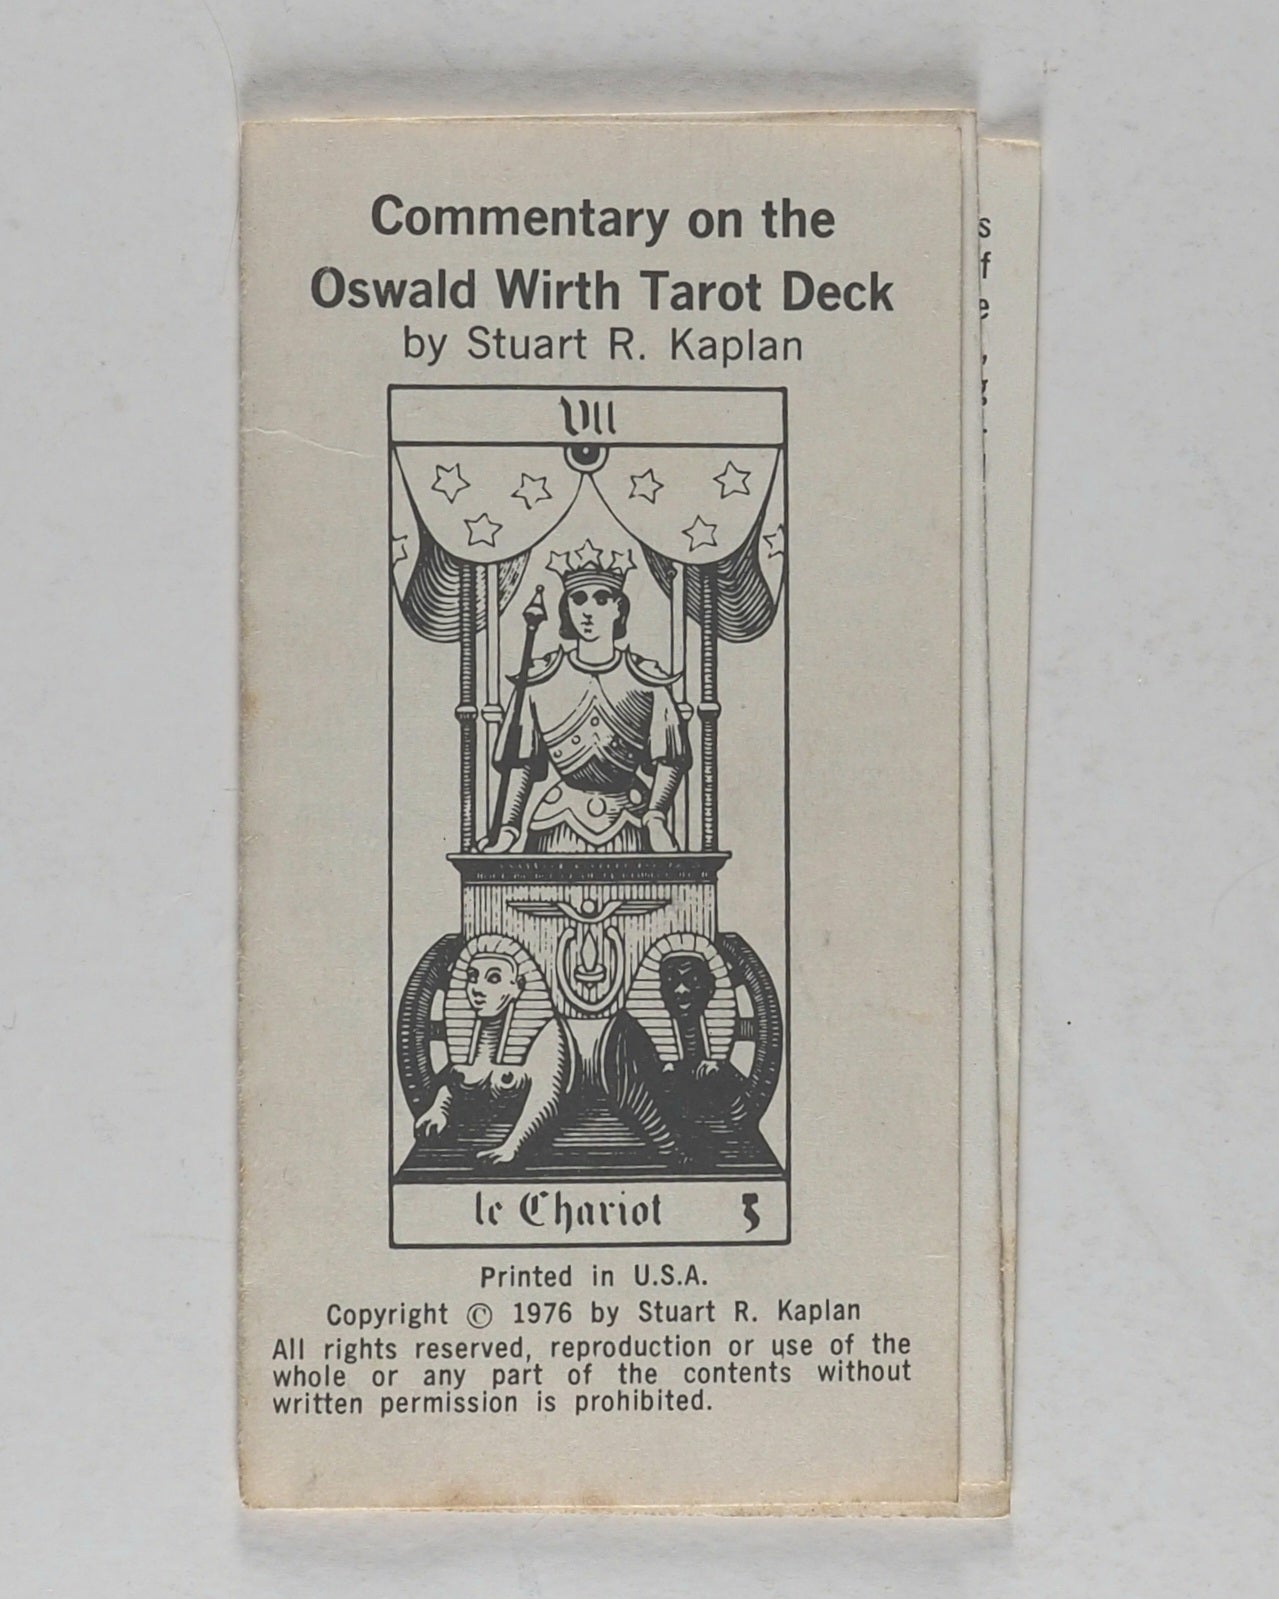 Commentary on the
Oswald Wirth Tarot Deck
by Stuart R. Kaplan
VII
le Chariot ז
Printed in U.S.A.
Copyright © 1976 by Stuart R. Kaplan
All rights reserved, reproduction or use of the
whole or any part of the contents without
written permission is prohibited.
s
f
e
,
g